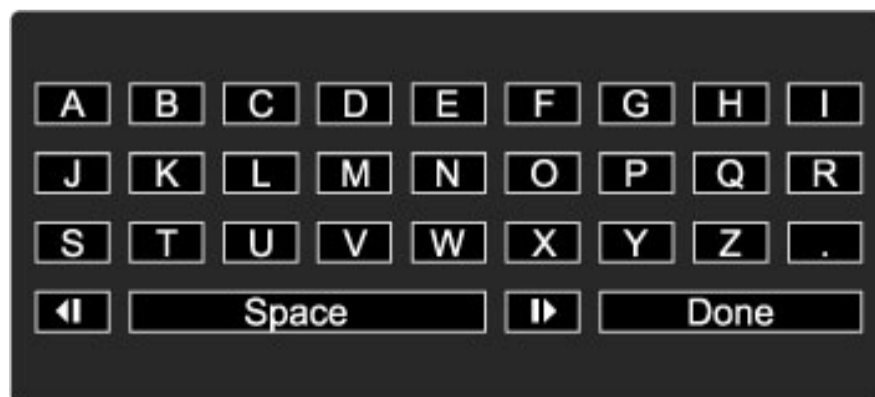 A B C D E F G H I
J K L M N O P Q R
S T U V W X Y Z .
Space Done